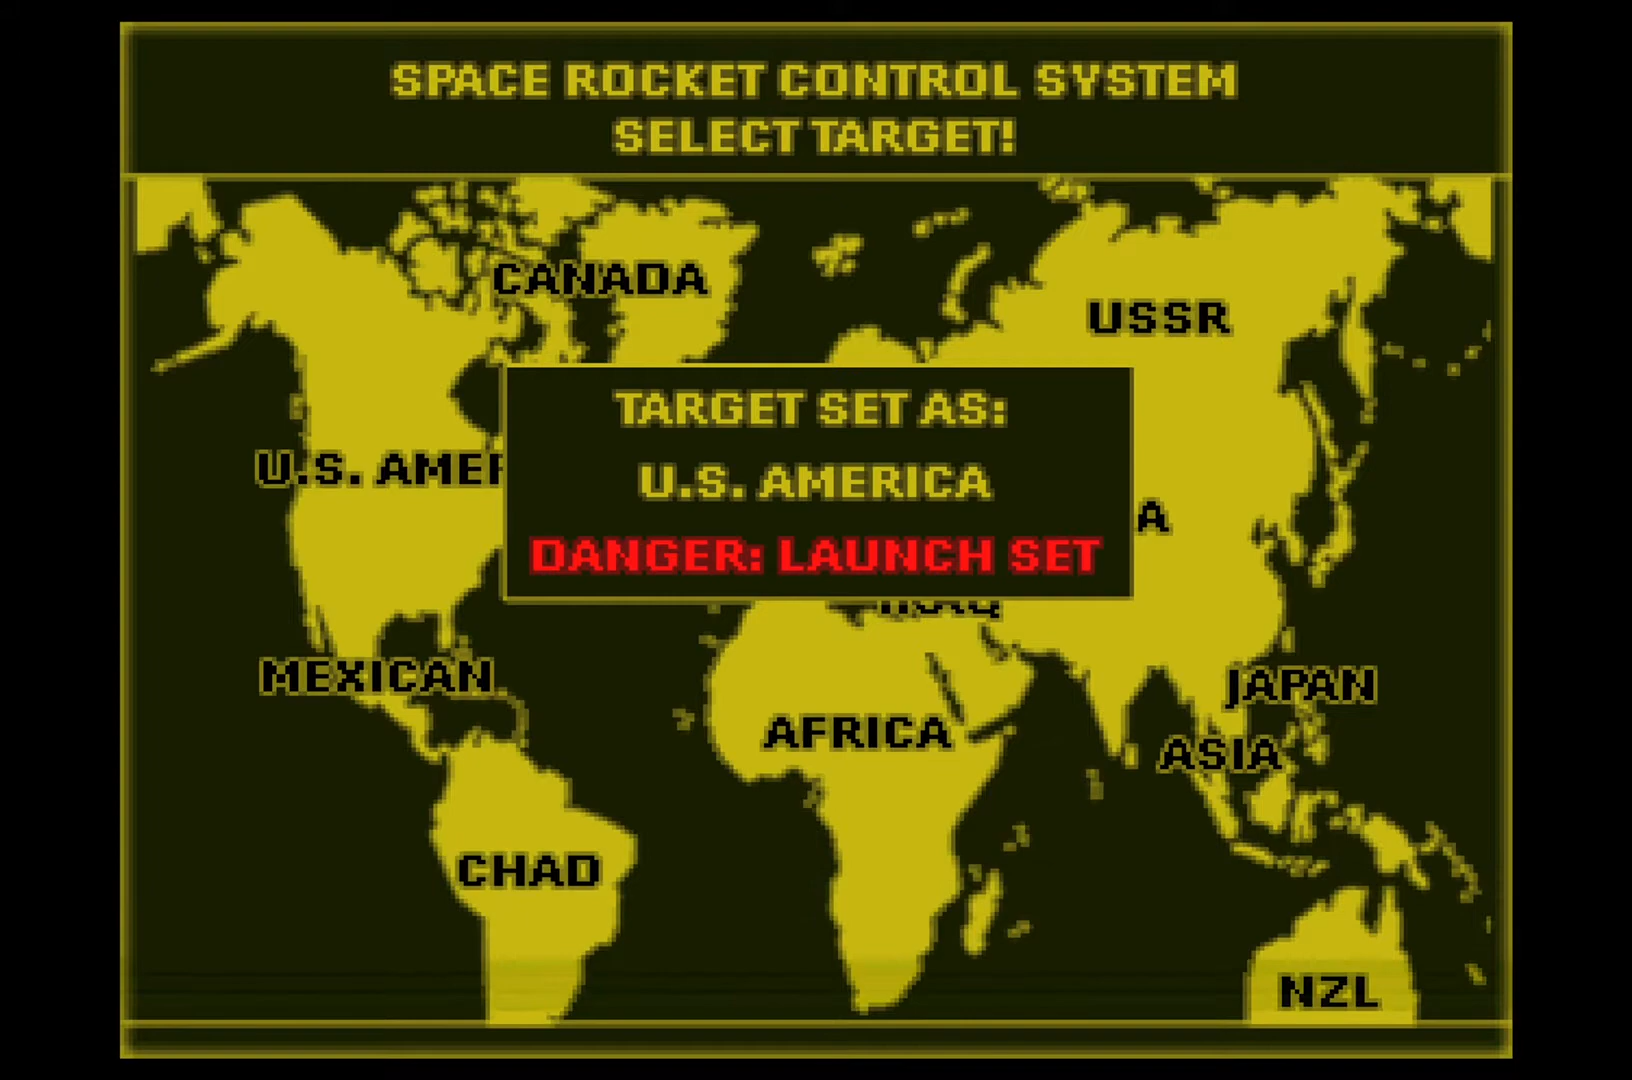 SPACE ROCKET CONTROL SYSTEM
SELECT TARGET!
CANADA
USSR
TARGET SET AS:
U.S. AMER
U.S. AMERICA
A
DANGER: LAUNCH SET
MEXICAN
JAPAN
AFRICA
ASIA
CHAD
NZL